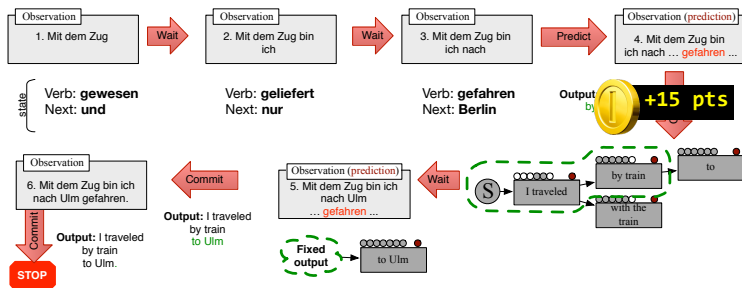 Observation
1. Mit dem Zug
Wait
Observation
2. Mit dem Zug bin
ich
Wait
Observation
3. Mit dem Zug bin
ich nach
Predict
Observation (prediction)
4. Mit dem Zug bin
ich nach ... gefahren ...
state
Verb: gewesen
Next: und
Verb: geliefert
Next: nur
Verb: gefahren
Next: Berlin
Output
by
+15 pts
Observation
6. Mit dem Zug bin ich
nach Ulm gefahren.
Commit
Output: I traveled
by train
to Ulm
Observation (prediction)
5. Mit dem Zug bin ich
nach Ulm
... gefahren ...
Wait
S
I traveled
by train
to
with the
train
Commit
Output: I traveled
by train
to Ulm.
STOP
Fixed
output
to Ulm